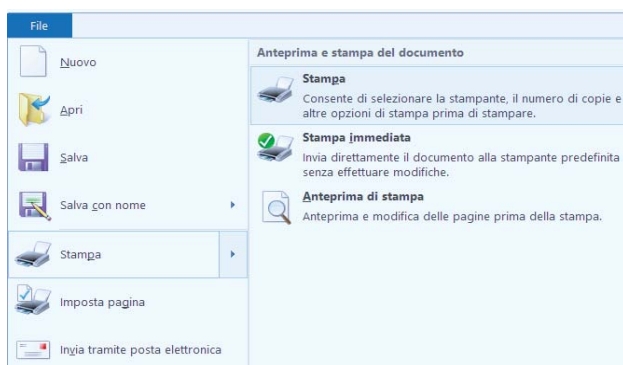 File
Nuovo
Apri
Salva
Salva con nome
Stampa
Imposta pagina
Invia tramite posta elettronica
Anteprima e stampa del documento
Stampa
Consente di selezionare la stampante, il numero di copie e
altre opzioni di stampa prima di stampare.
Stampa immediata
Invia direttamente il documento alla stampante predefinita
senza effettuare modifiche.
Anteprima di stampa
Anteprima e modifica delle pagine prima della stampa.